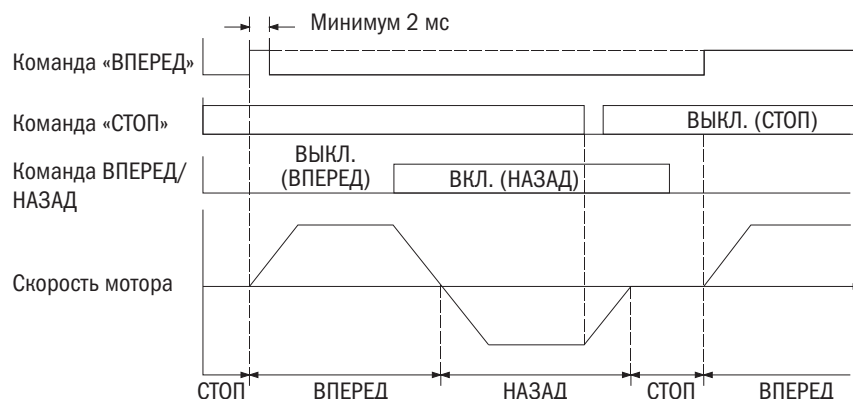 Минимум 2 мс
Команда «ВПЕРЕД»
Команда «СТОП»
ВЫКЛ. (СТОП)
Команда ВПЕРЕД/
НАЗАД
ВЫКЛ.
(ВПЕРЕД)
ВКЛ. (НАЗАД)
Скорость мотора
СТОП
ВПЕРЕД
НАЗАД
СТОП
ВПЕРЕД